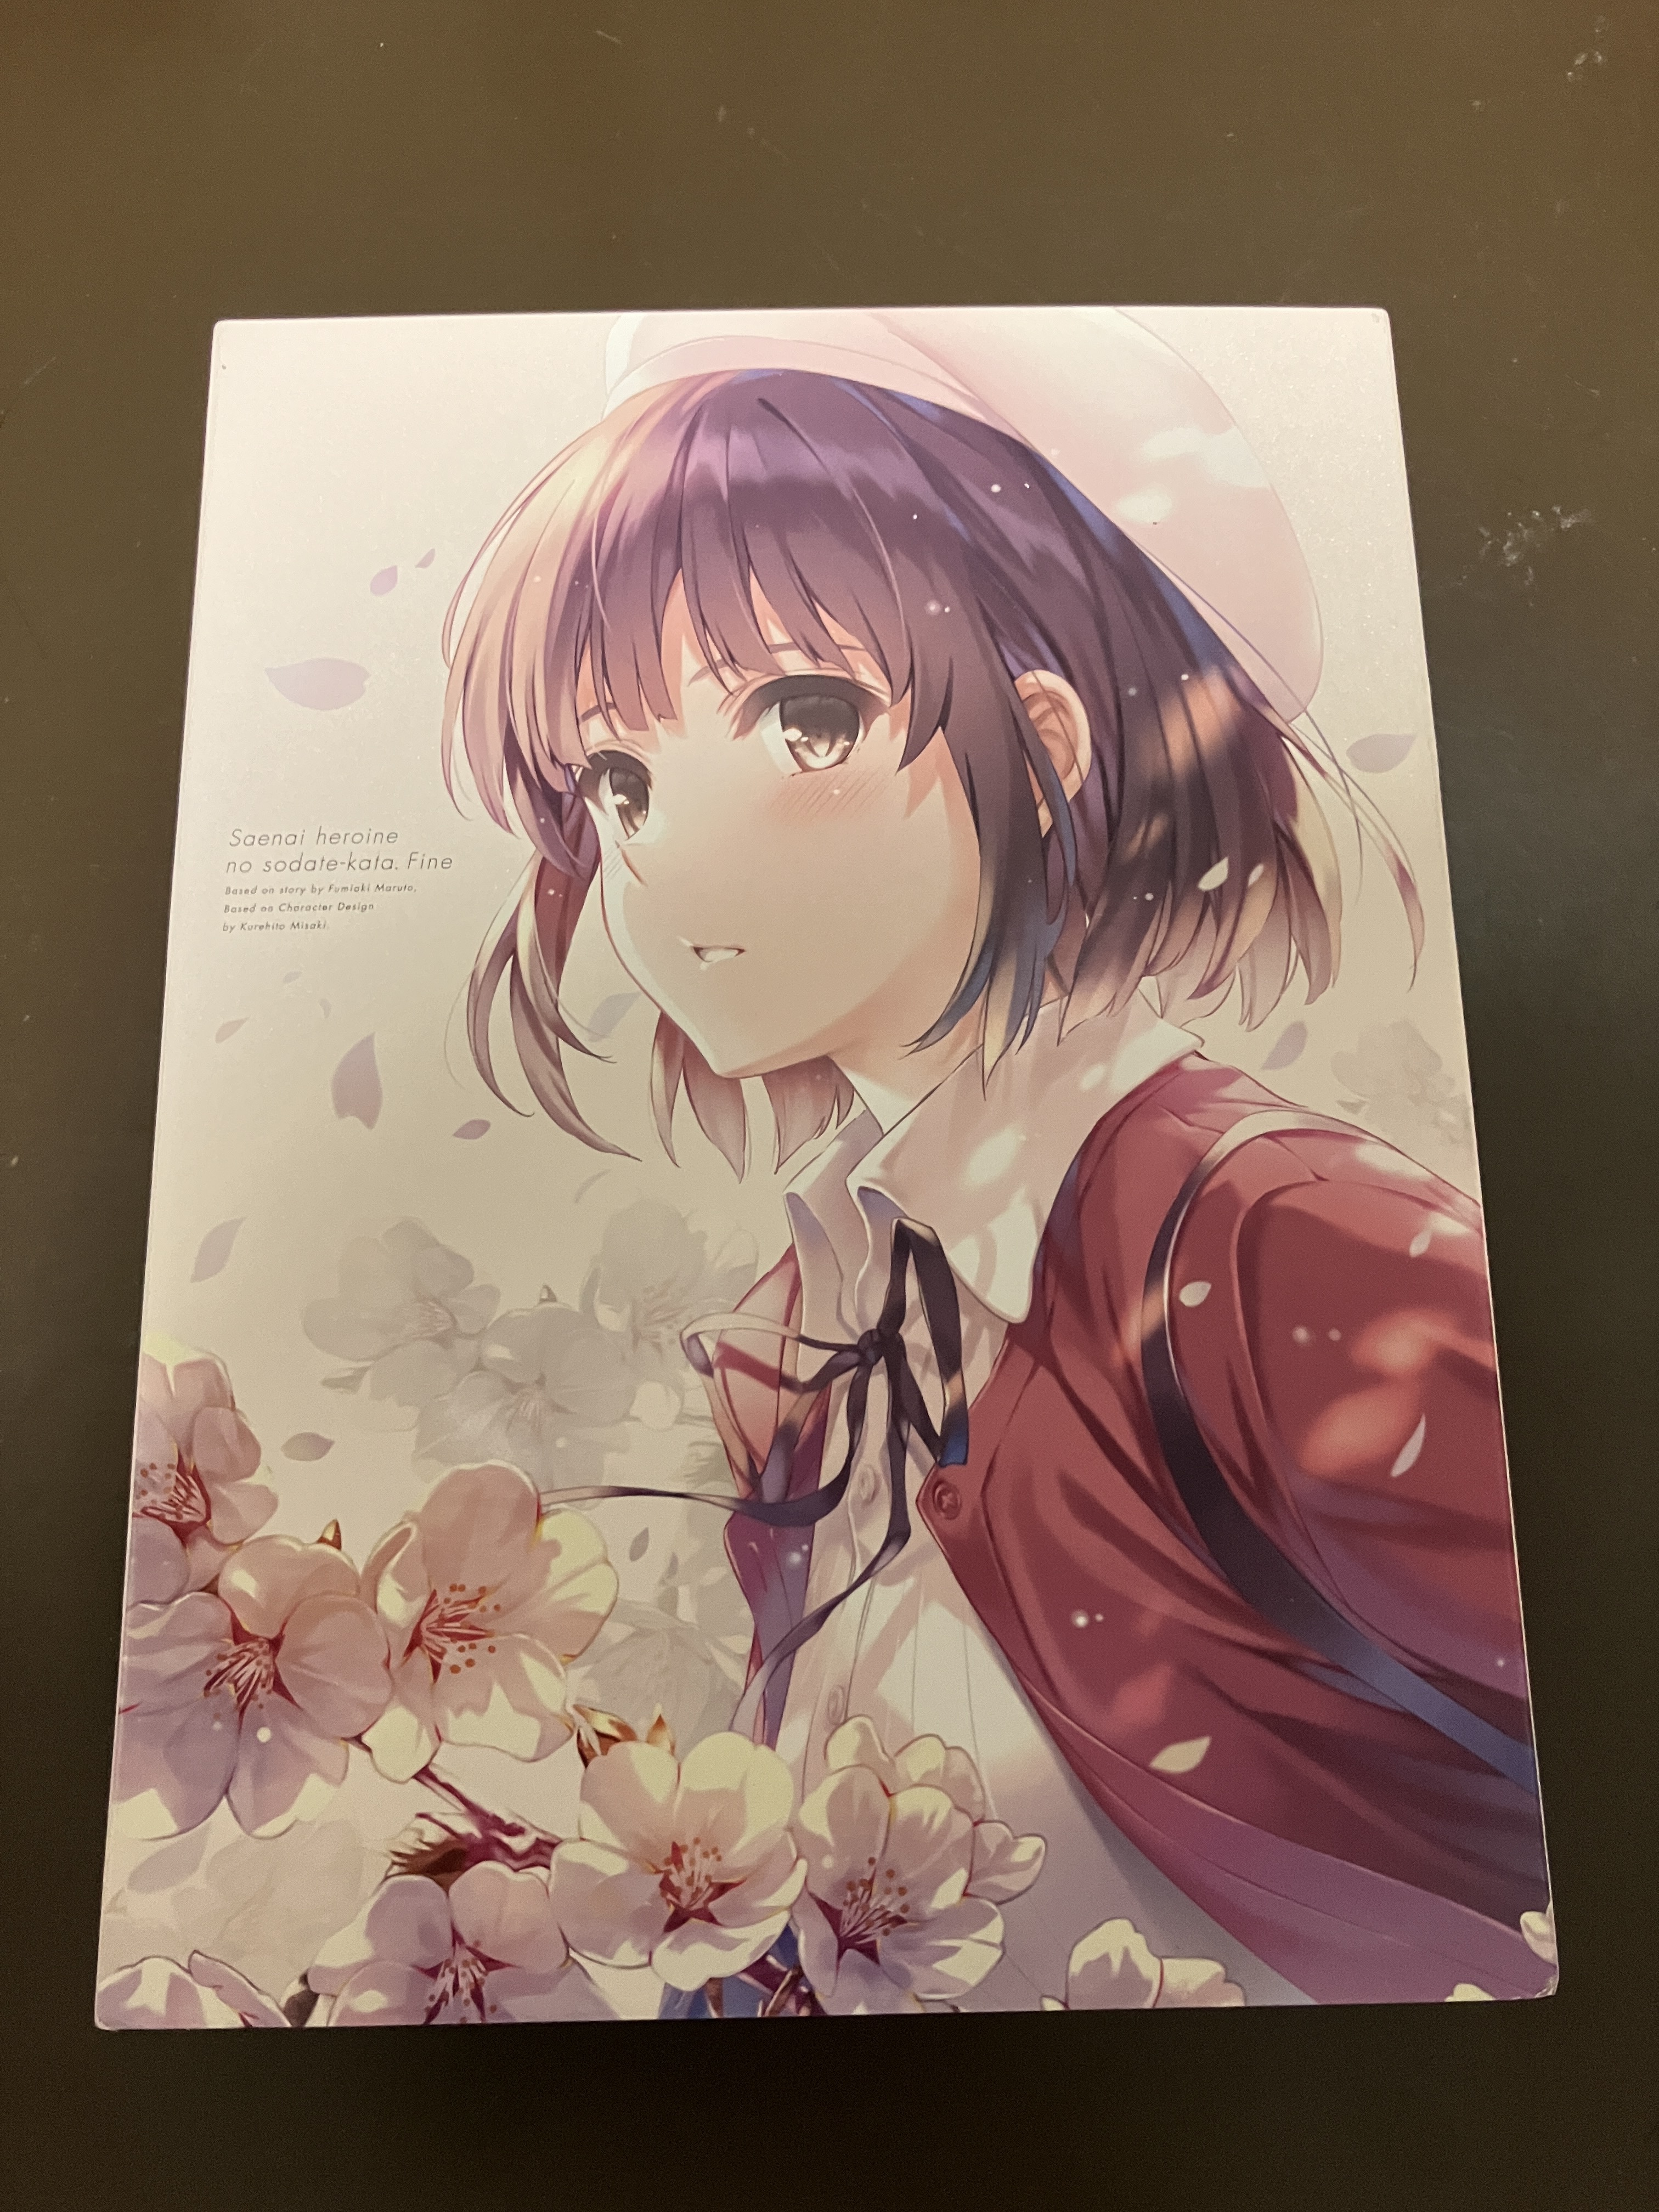 Saenai heroine
no sodate-kata. Fine
Based on story by Fumiaki Maruto,
Based on Character Design
by Kurehito Misaki.